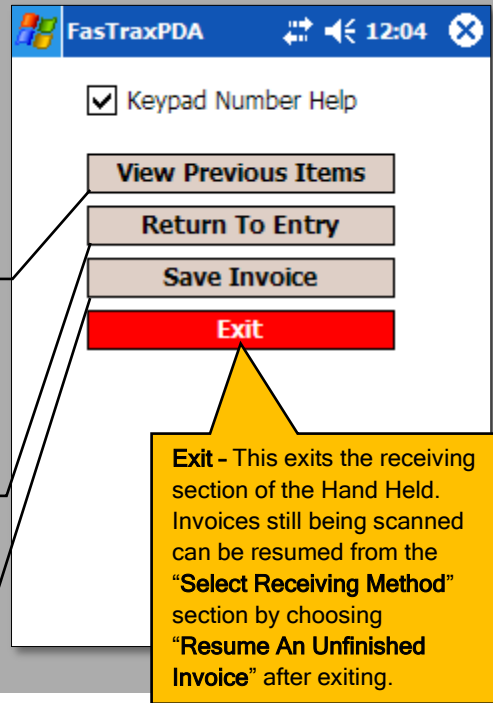 FasTraxPDA 12:04
Keypad Number Help
View Previous Items
Return To Entry
Save Invoice
Exit
Exit – This exits the receiving
section of the Hand Held.
Invoices still being scanned
can be resumed from the
“Select Receiving Method”
section by choosing
“Resume An Unfinished
Invoice” after exiting.